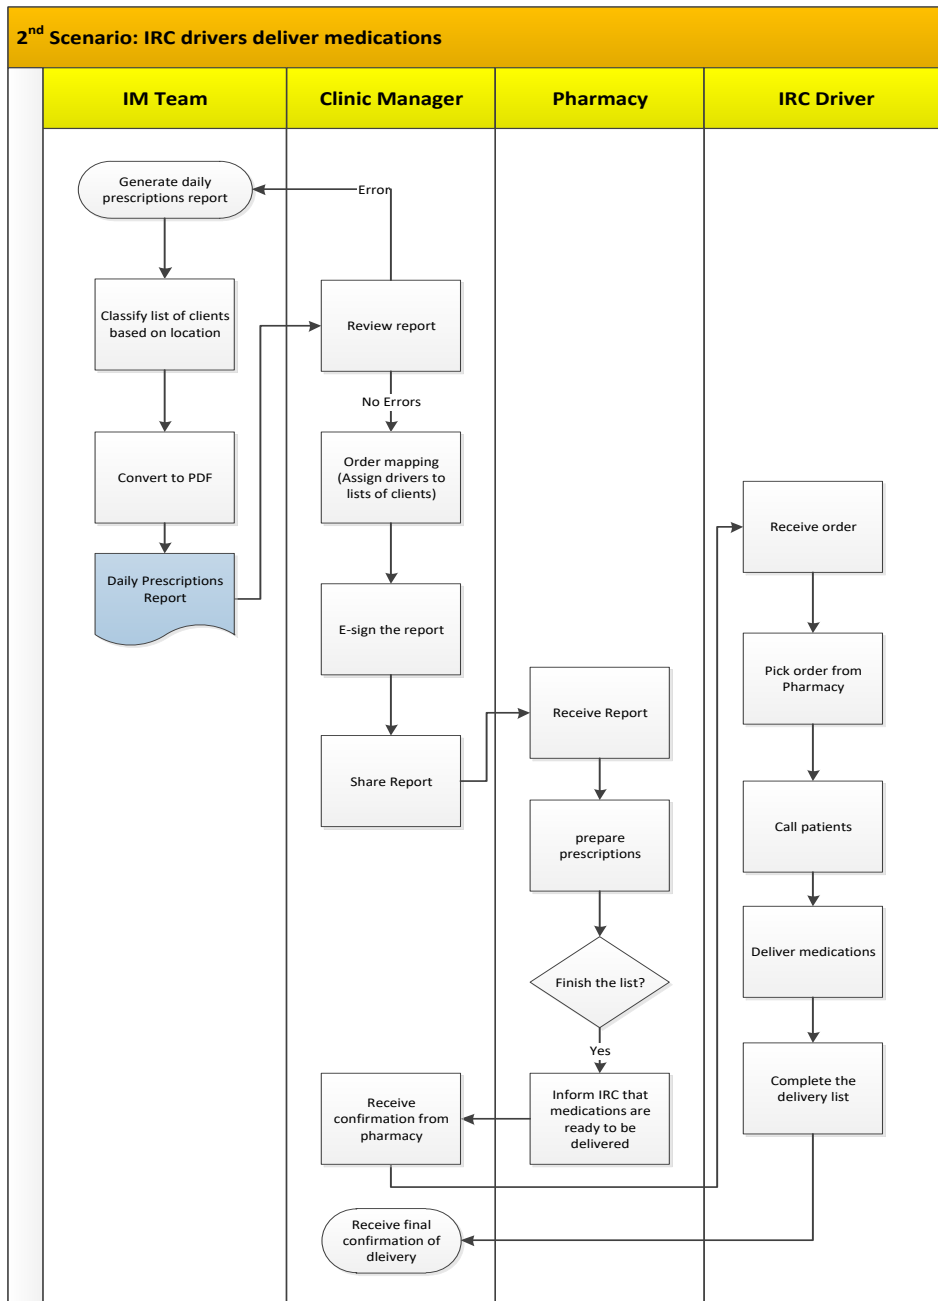 2nd Scenario: IRC drivers deliver medications
IM Team
Clinic Manager
Pharmacy
IRC Driver
Generate daily
prescriptions report
Error
Classify list of clients
based on location
Review report
No Errors
Convert to PDF
Order mapping
(Assign drivers to
lists of clients)
Receive order
Daily Prescriptions
Report
E-sign the report
Pick order from
Pharmacy
Receive Report
Share Report
Call patients
prepare
prescriptions
Deliver medications
Finish the list?
Yes
Complete the
delivery list
Receive
confirmation from
pharmacy
Inform IRC that
medications are
ready to be
delivered
Receive final
confirmation of
dleivery